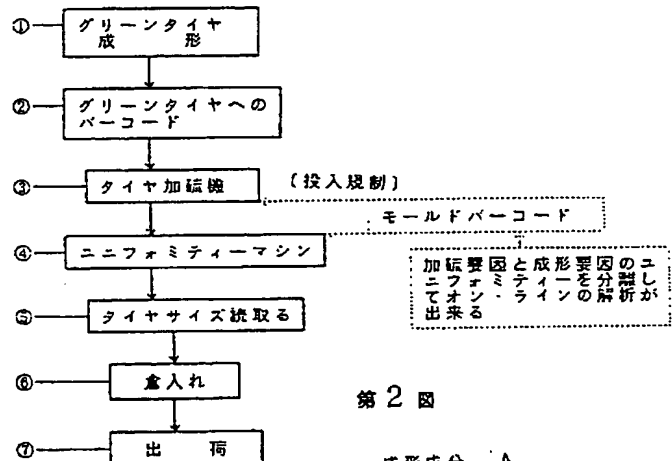 ① グリーンタイヤ
成 形
② グリーンタイヤへの
バーコード
③ タイヤ加硫機 〔投入規制〕
モールドバーコード
④ ユニフォミティーマシン
加硫要因と成形要因のユ
ニフォミティーを分離し
てオン・ラインの解析が
出来る
⑤ タイヤサイズ読取る
⑥ 倉入れ
第2図
⑦ 出 荷
成形成分 A